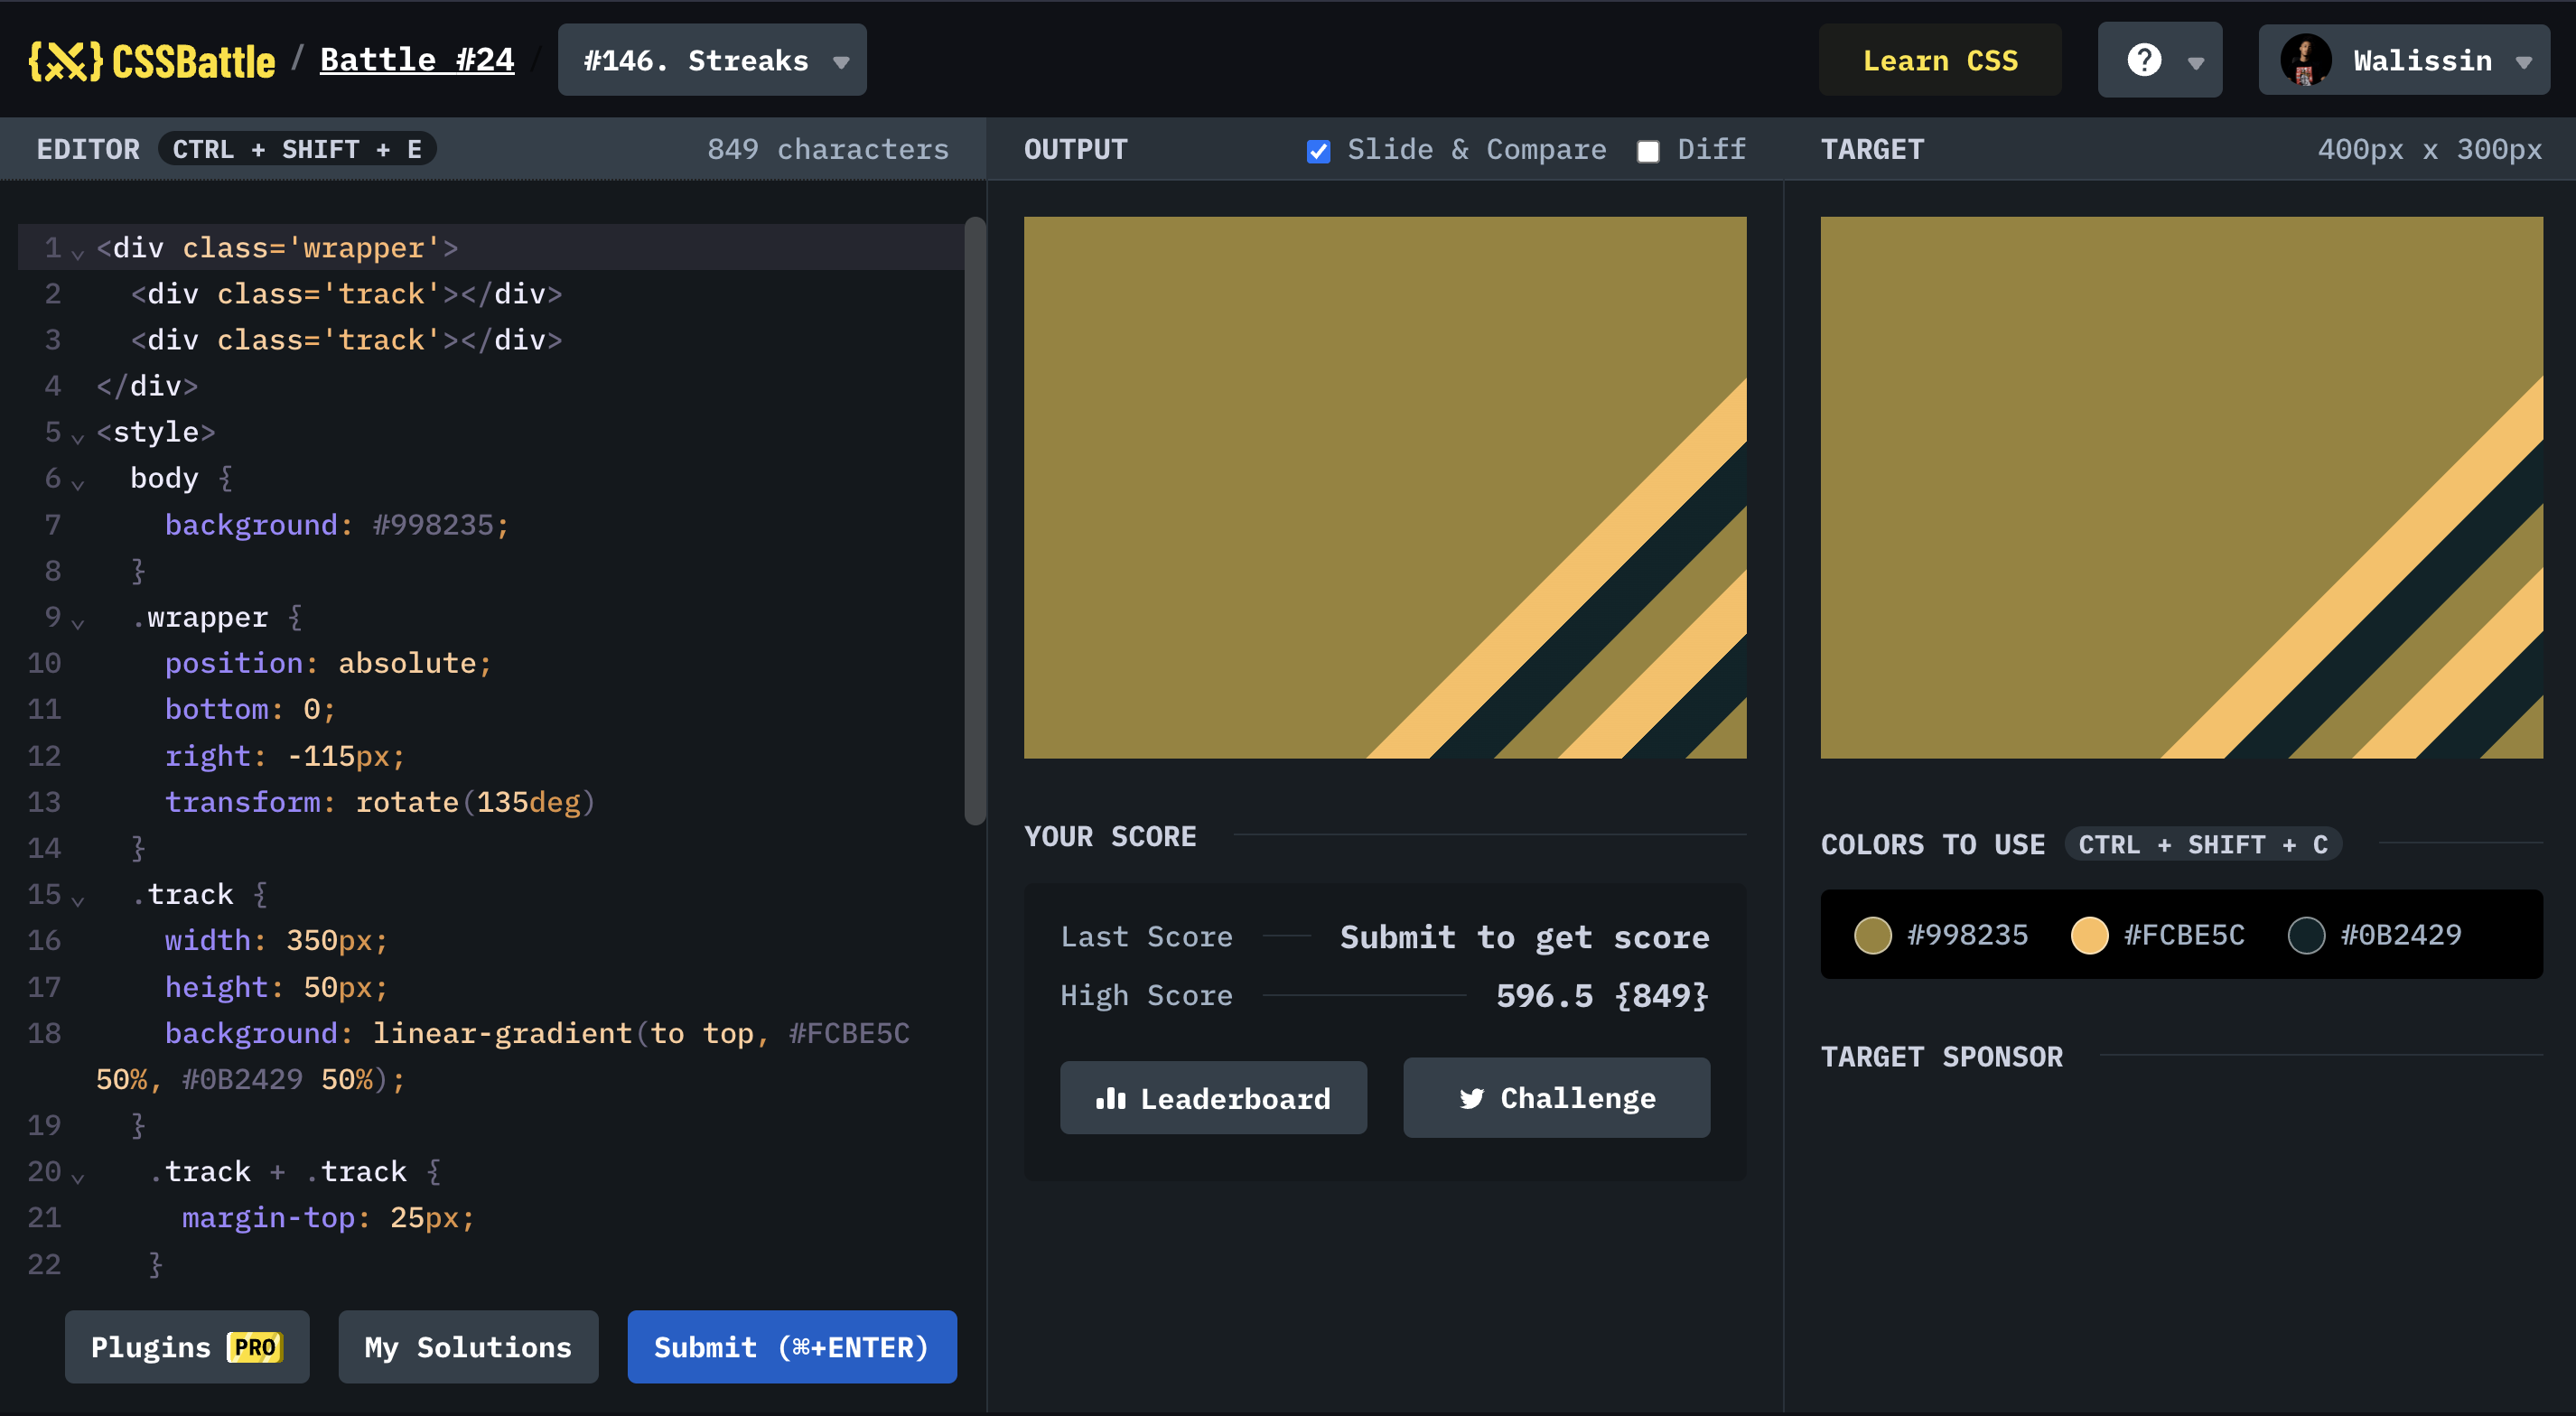 {X} CSSBattle / Battle #24 / #146. Streaks
Learn CSS
?
Walissin
EDITOR CTRL + SHIFT + E 849 characters
OUTPUT Slide & Compare Diff
TARGET 400px x 300px
1 <div class='wrapper'>
2 <div class='track'></div>
3 <div class='track'></div>
4 </div>
5 <style>
6 body {
7 background: #998235;
8 }
9 .wrapper {
10 position: absolute;
11 bottom: 0;
12 right: -115px;
13 transform: rotate(135deg)
14 }
15 .track {
16 width: 350px;
17 height: 50px;
18 background: linear-gradient(to top, #FCBE5C
50%, #0B2429 50%);
19 }
20 .track + .track {
21 margin-top: 25px;
22 }
Plugins PRO
My Solutions
Submit (⌘+ENTER)
YOUR SCORE
Last Score Submit to get score
High Score 596.5 {849}
Leaderboard
Challenge
COLORS TO USE CTRL + SHIFT + C
#998235 #FCBE5C #0B2429
TARGET SPONSOR